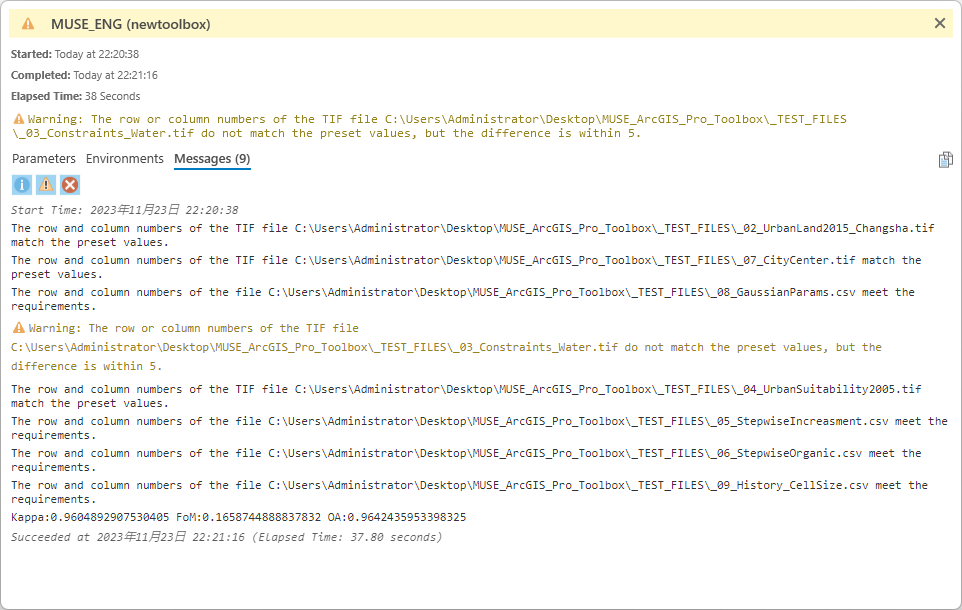 MUSE_ENG (newtoolbox)
Started: Today at 22:20:38
Completed: Today at 22:21:16
Elapsed Time: 38 Seconds
Warning: The row or column numbers of the TIF file C:\Users\Administrator\Desktop\MUSE_ArcGIS_Pro_Toolbox\_TEST_FILES
\_03_Constraints_Water.tif do not match the preset values, but the difference is within 5.
Parameters Environments Messages (9)
Start Time: 2023年11月23日 22:20:38
The row and column numbers of the TIF file C:\Users\Administrator\Desktop\MUSE_ArcGIS_Pro_Toolbox\_TEST_FILES\_02_UrbanLand2015_Changsha.tif
match the preset values.
The row and column numbers of the TIF file C:\Users\Administrator\Desktop\MUSE_ArcGIS_Pro_Toolbox\_TEST_FILES\_07_CityCenter.tif match the
preset values.
The row and column numbers of the file C:\Users\Administrator\Desktop\MUSE_ArcGIS_Pro_Toolbox\_TEST_FILES\_08_GaussianParams.csv meet the
requirements.
Warning: The row or column numbers of the TIF file
C:\Users\Administrator\Desktop\MUSE_ArcGIS_Pro_Toolbox\_TEST_FILES\_03_Constraints_Water.tif do not match the preset values, but the
difference is within 5.
The row and column numbers of the TIF file C:\Users\Administrator\Desktop\MUSE_ArcGIS_Pro_Toolbox\_TEST_FILES\_04_UrbanSuitability2005.tif
match the preset values.
The row and column numbers of the file C:\Users\Administrator\Desktop\MUSE_ArcGIS_Pro_Toolbox\_TEST_FILES\_05_StepwiseIncreasment.csv meet the
requirements.
The row and column numbers of the file C:\Users\Administrator\Desktop\MUSE_ArcGIS_Pro_Toolbox\_TEST_FILES\_06_StepwiseOrganic.csv meet the
requirements.
The row and column numbers of the file C:\Users\Administrator\Desktop\MUSE_ArcGIS_Pro_Toolbox\_TEST_FILES\_09_History_CellSize.csv meet the
requirements.
Kappa:0.9604892907530405 FoM:0.1658744888837832 OA:0.9642435953398325
Succeeded at 2023年11月23日 22:21:16 (Elapsed Time: 37.80 seconds)